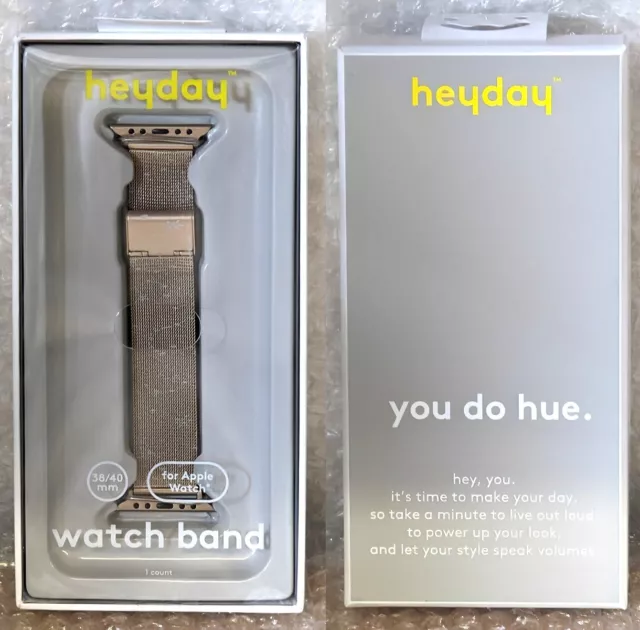 heyday™
38/40
mm
for Apple
Watch®
watch band
1 count
heyday™
you do hue.
hey, you.
it's time to make your day.
so take a minute to live out loud
to power up your look.
and let your style speak volumes